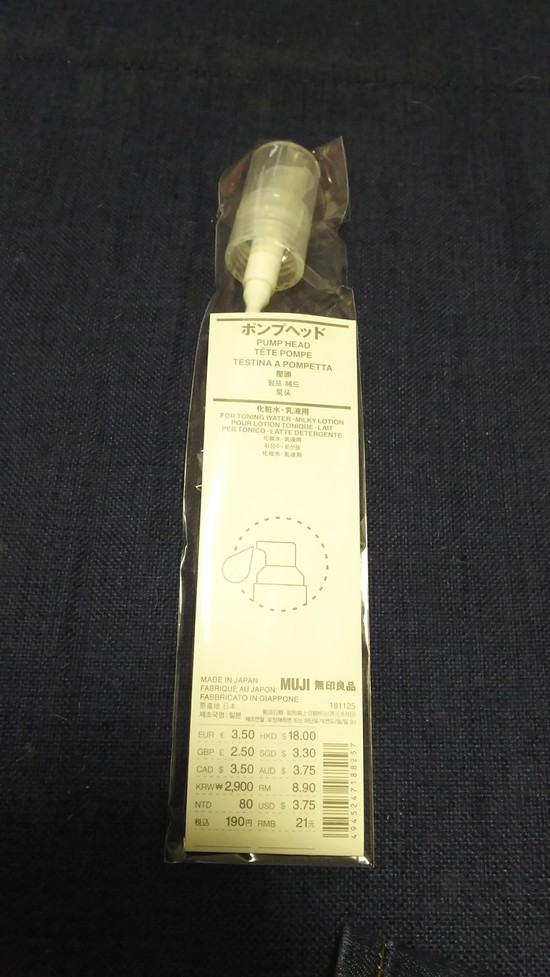 ポンプヘッド
PUMP HEAD
TÊTE POMPE
TESTINA A POMPETTA
壓頭
펌프 헤드
泵头
化粧水・乳液用
FOR TONING WATER・MILKY LOTION
POUR LOTION TONIQUE・LAIT
PER TONICO・LATTE DETERGENTE
化妝水・乳液用
화장수・로션용
化妆水・乳液用
MADE IN JAPAN
FABRIQUÉ AU JAPON
FABBRICATO IN GIAPPONE
MUJI 無印良品
原產地 日本
181125
제조국명 : 일본
EUR € 3.50 HKD $ 18.00
GBP £ 2.50 SGD $ 3.30
CAD $ 3.50 AUD $ 3.75
KRW ₩ 2,900 RM 8.90
NTD 80 USD $ 3.75
税込 190円 RMB 21元
4945247188257